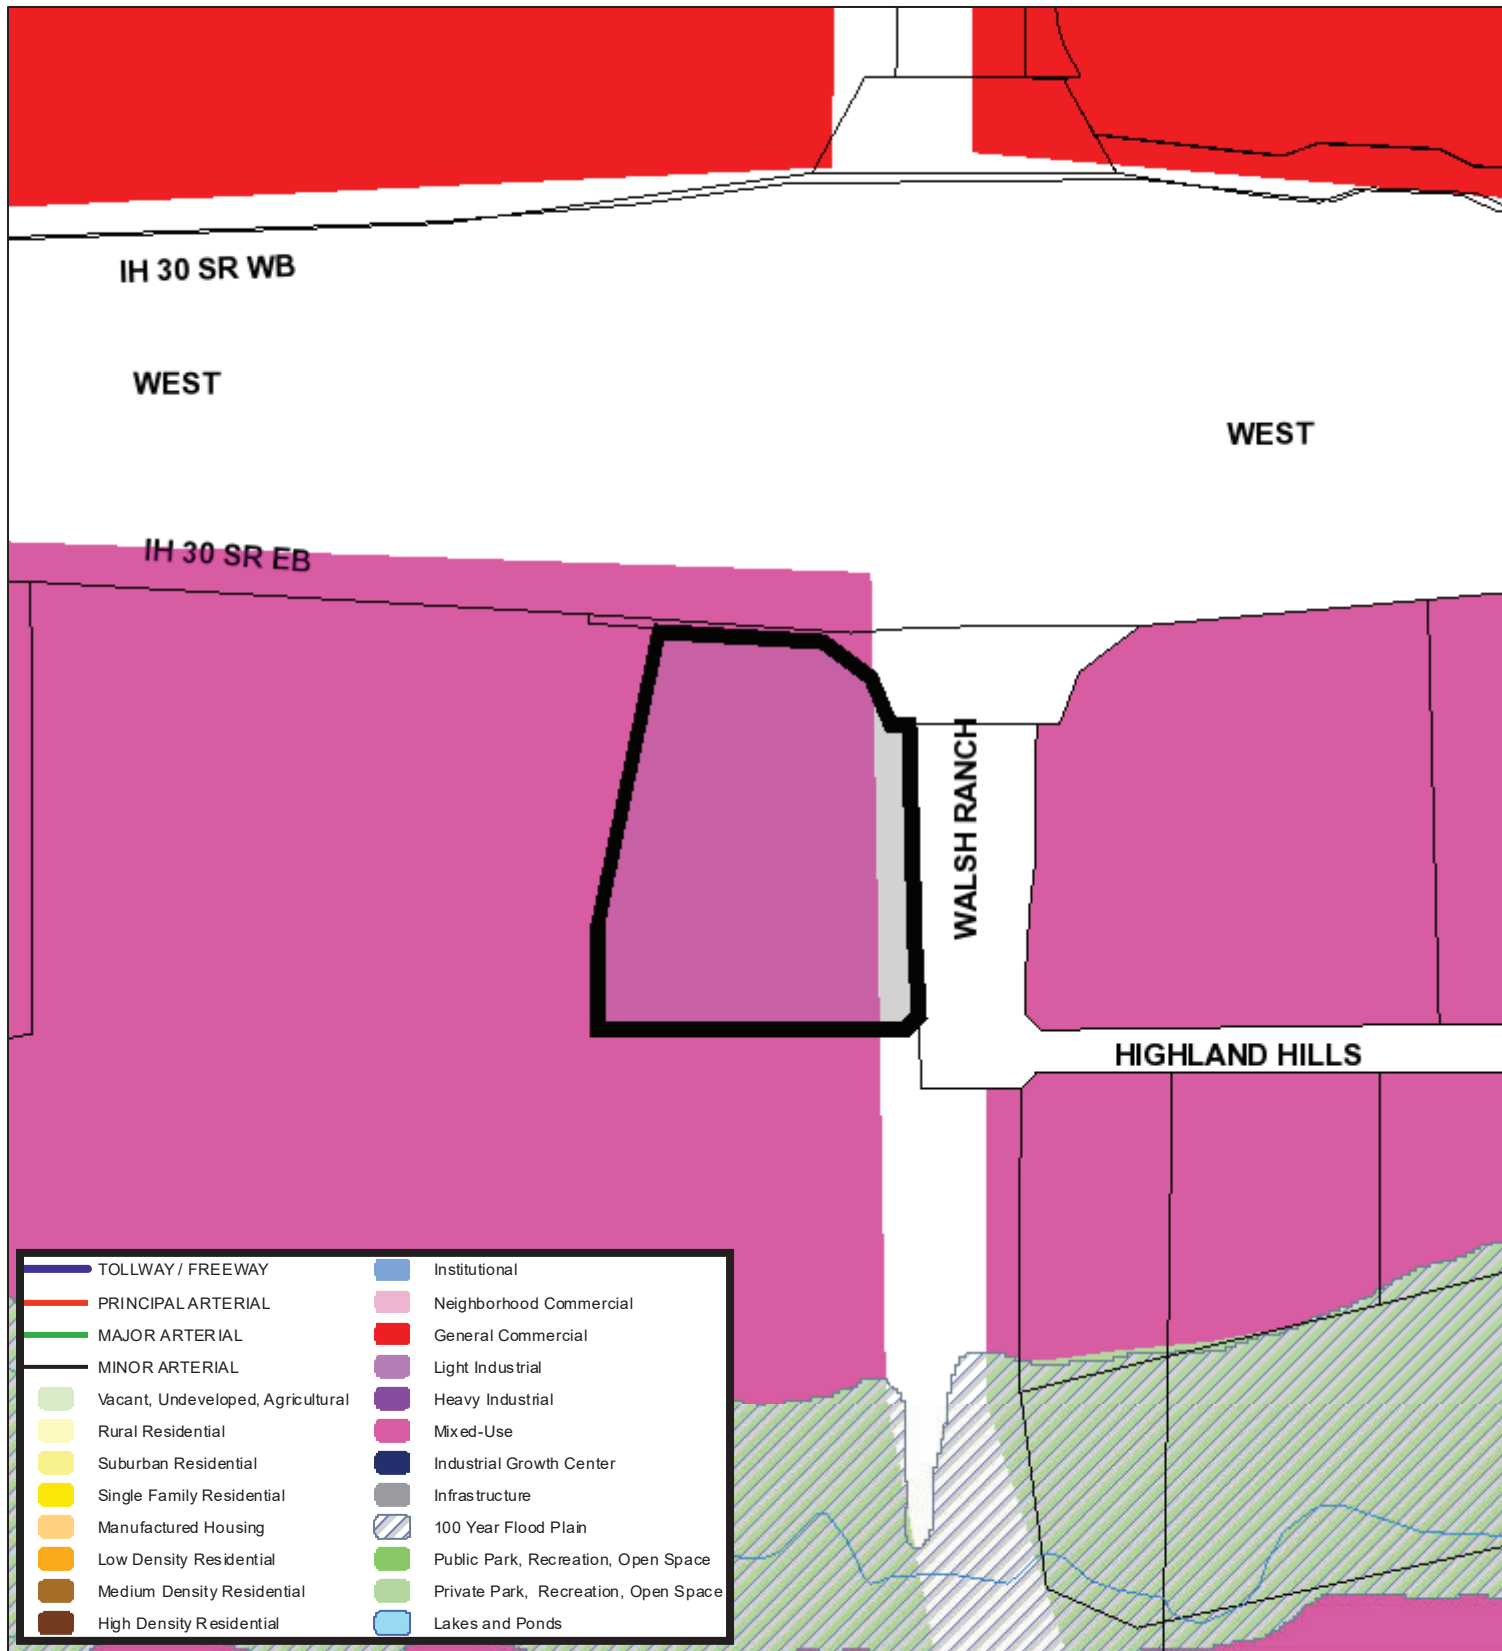 IH 30 SR WB
WEST
WEST
IH 30 SR EB
WALSH RANCH
HIGHLAND HILLS
TOLLWAY / FREEWAY
PRINCIPAL ARTERIAL
MAJOR ARTERIAL
MINOR ARTERIAL
Vacant, Undeveloped, Agricultural
Rural Residential
Suburban Residential
Single Family Residential
Manufactured Housing
Low Density Residential
Medium Density Residential
High Density Residential
Institutional
Neighborhood Commercial
General Commercial
Light Industrial
Heavy Industrial
Mixed-Use
Industrial Growth Center
Infrastructure
100 Year Flood Plain
Public Park, Recreation, Open Space
Private Park, Recreation, Open Space
Lakes and Ponds